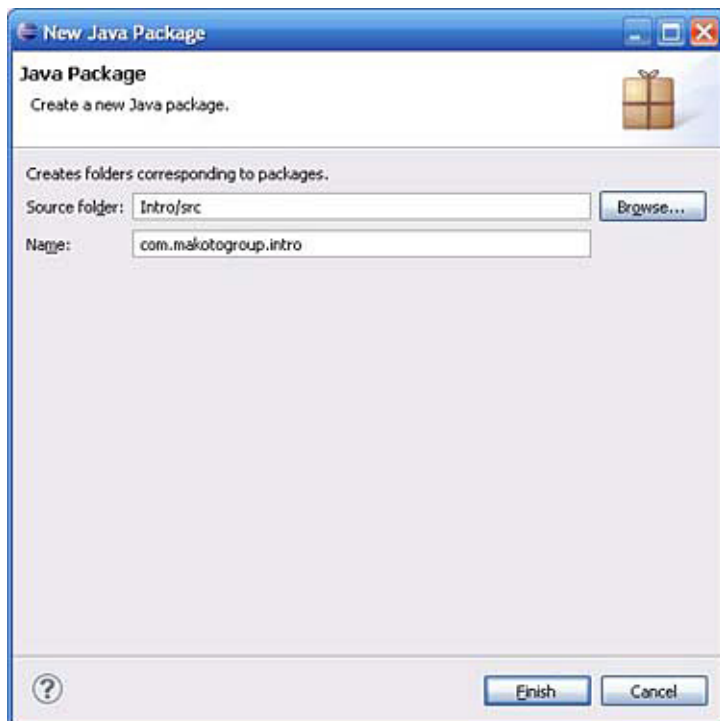 New Java Package
Java Package
Create a new Java package.
Creates folders corresponding to packages.
Source folder: Intro/src Browse...
Name: com.makotogroup.intro
? Finish Cancel